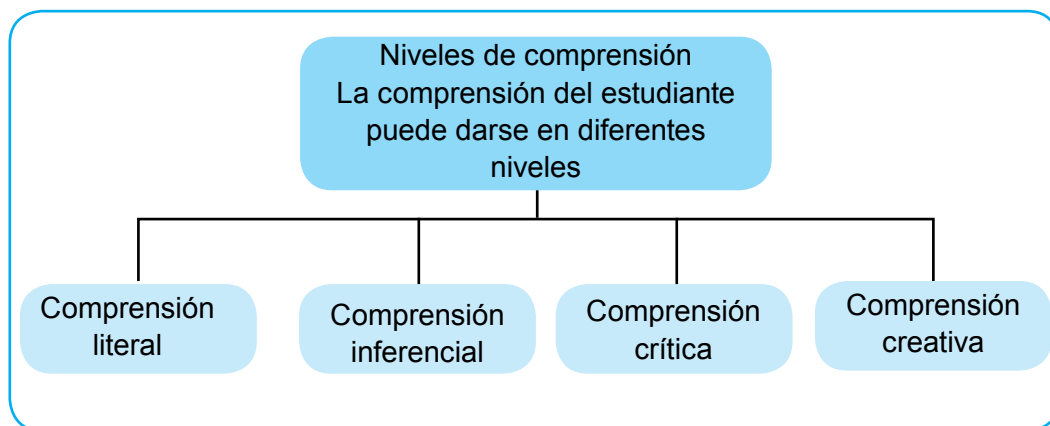 Niveles de comprensión
La comprensión del estudiante
puede darse en diferentes
niveles
Comprensión
literal
Comprensión
inferencial
Comprensión
crítica
Comprensión
creativa